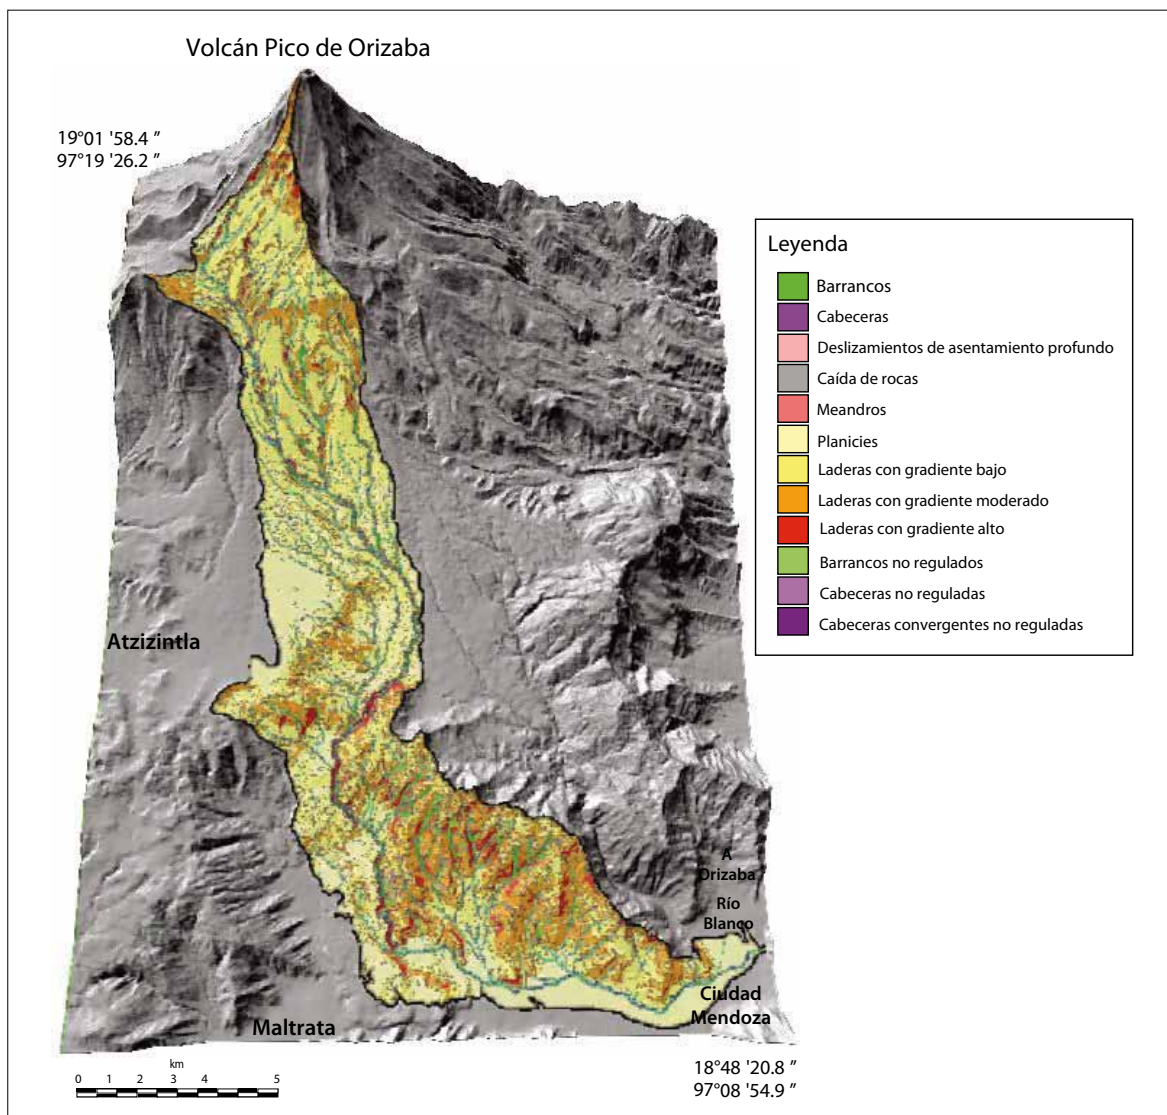 Volcán Pico de Orizaba
19°01 '58.4 ”
97°19 '26.2 ”
Leyenda
Barrancos
Cabeceras
Deslizamientos de asentamiento profundo
Caída de rocas
Meandros
Planicies
Laderas con gradiente bajo
Laderas con gradiente moderado
Laderas con gradiente alto
Barrancos no regulados
Cabeceras no reguladas
Cabeceras convergentes no reguladas
Atzizintla
A
Orizaba
Río
Blanco
Ciudad
Mendoza
Maltrata
km
0 1 2 3 4 5
18°48 '20.8 ”
97°08 '54.9 ”